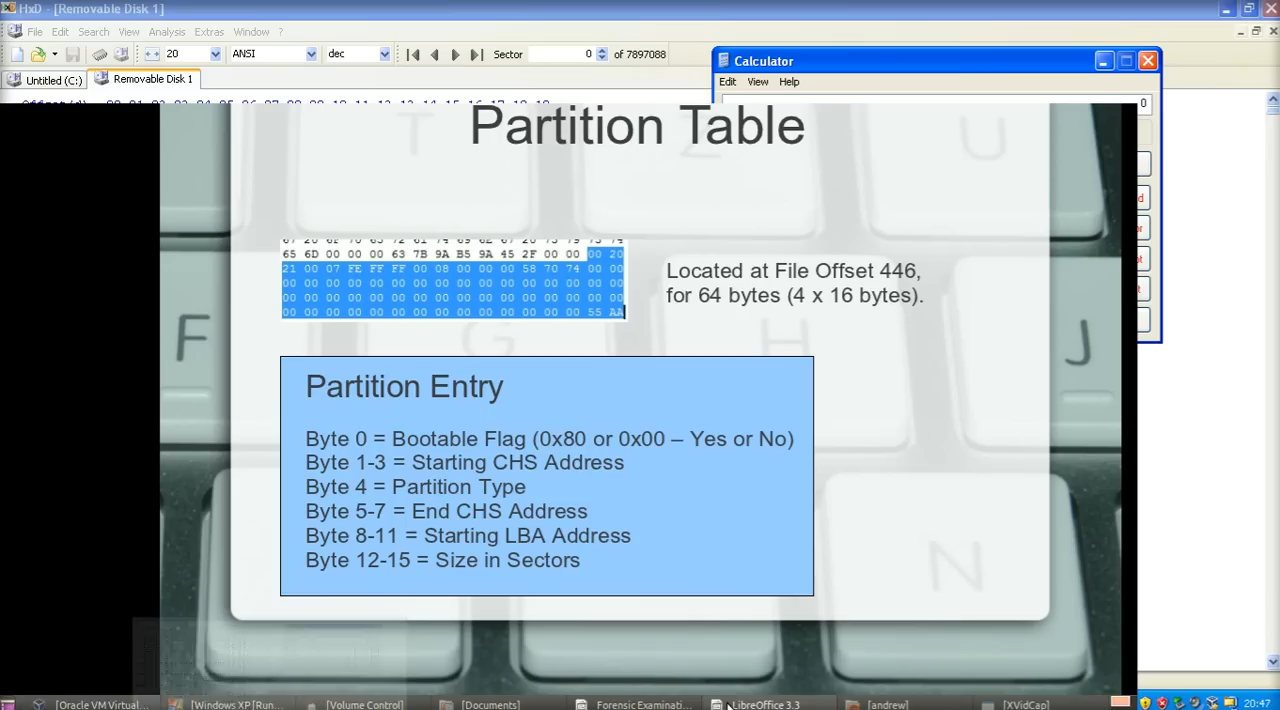 HxD - [Removable Disk 1]
File Edit Search View Analysis Extras Window ?
20 ANSI dec Sector 0 of 7897088
Untitled (C:) Removable Disk 1
Calculator
Edit View Help
0
Partition Table
65 6D 00 00 00 63 7B 9A B5 9A 45 2F 00 00 00 20
21 00 07 FE FF FF 00 08 00 00 00 58 70 74 00 00
00 00 00 00 00 00 00 00 00 00 00 00 00 00 00 00
00 00 00 00 00 00 00 00 00 00 00 00 00 00 00 00
00 00 00 00 00 00 00 00 00 00 00 00 00 00 55 AA
Located at File Offset 446,
for 64 bytes (4 x 16 bytes).
Partition Entry
Byte 0 = Bootable Flag (0x80 or 0x00 – Yes or No)
Byte 1-3 = Starting CHS Address
Byte 4 = Partition Type
Byte 5-7 = End CHS Address
Byte 8-11 = Starting LBA Address
Byte 12-15 = Size in Sectors
T Z U
F G H J
N
[Oracle VM Virtual... [Windows XP [Run... [Volume Control] [Documents] Forensic Examinati... LibreOffice 3.3 [andrew] [XVidCap] 20:47